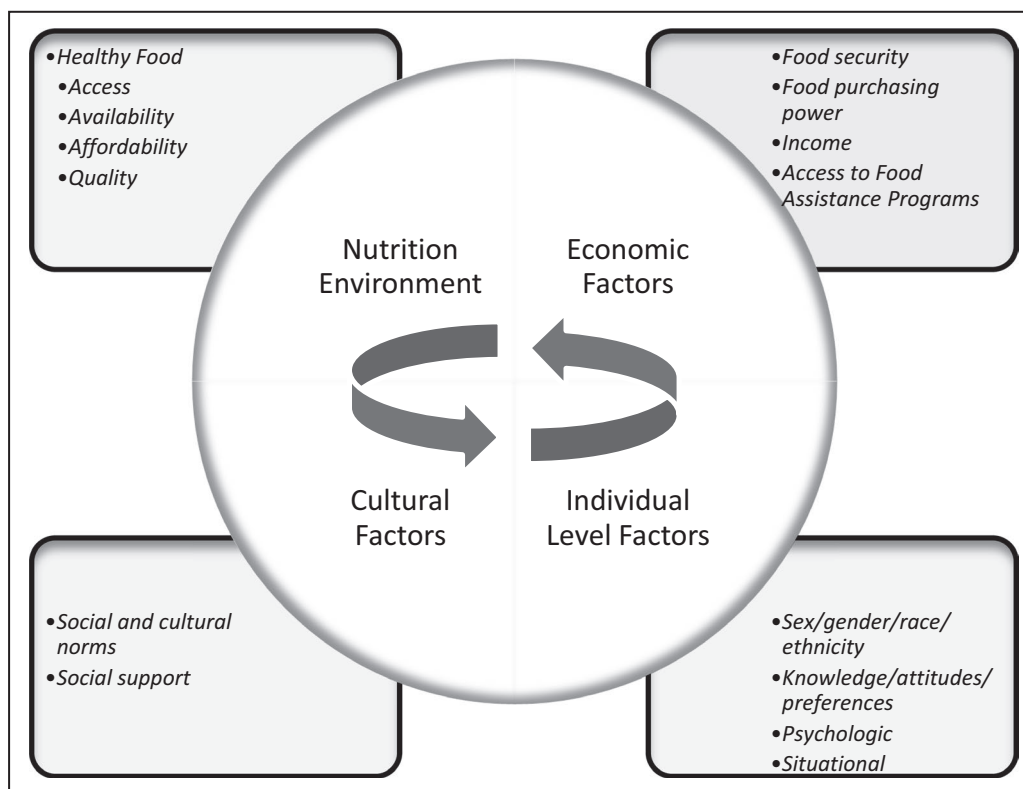 •Healthy Food
•Access
•Availability
•Affordability
•Quality
•Food security
•Food purchasing
power
•Income
•Access to Food
Assistance Programs
Nutrition
Environment
Economic
Factors
Cultural
Factors
Individual
Level Factors
•Social and cultural
norms
•Social support
•Sex/gender/race/
ethnicity
•Knowledge/attitudes/
preferences
•Psychologic
•Situational